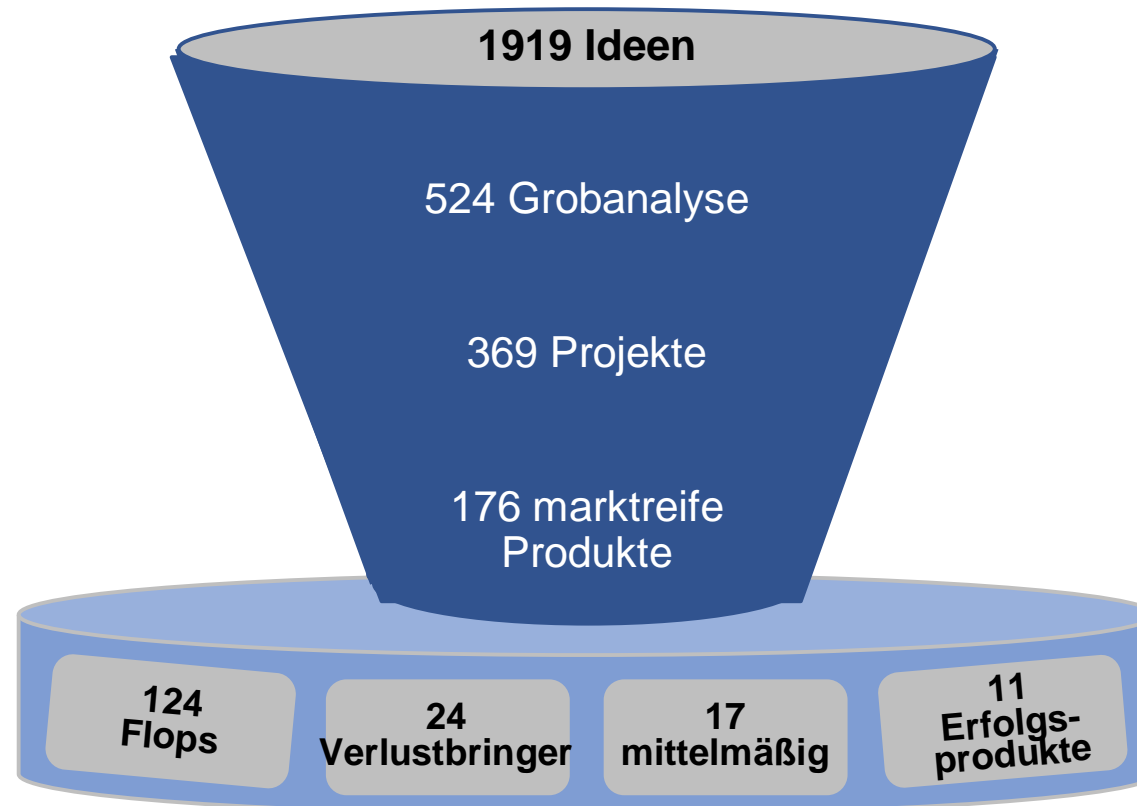 1919 Ideen
524 Grobanalyse
369 Projekte
176 marktreife
Produkte
124
Flops
24
Verlustbringer
17
mittelmäßig
11
Erfolgs-
produkte